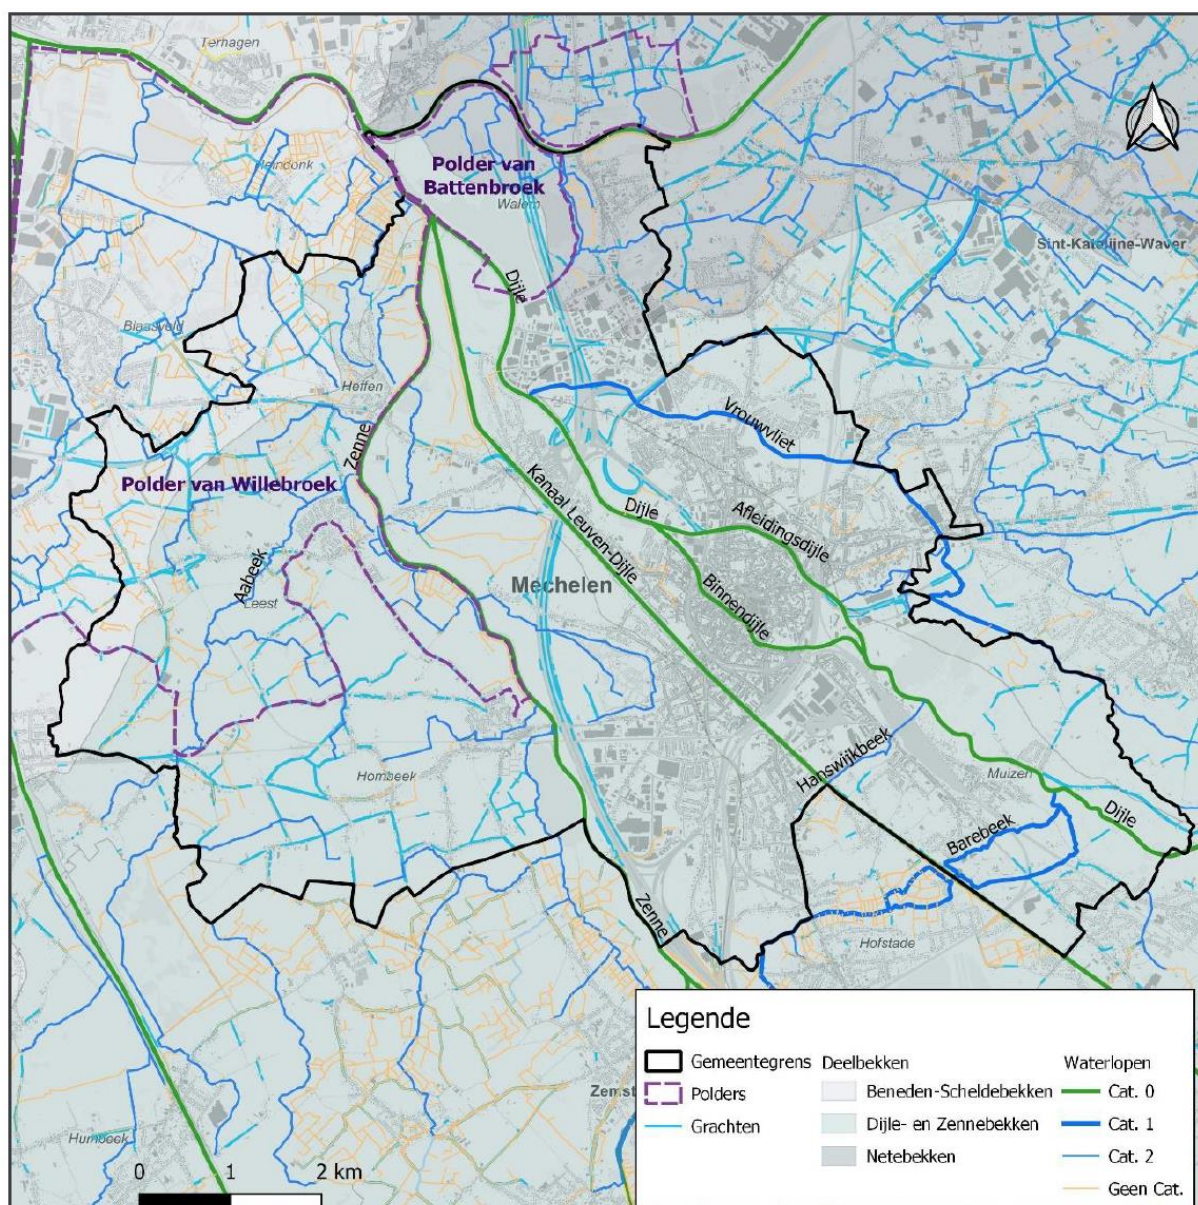 Terhagen
Heindonk
Polder van
Battenbroek
Walem
Sint-Katelijne-Waver
Dijle
Blaasveld
Heffen
Vrouwvliet
Zenne
Polder van Willebroek
Kanaal Leuven-Dijle
Dijle
Afleidingsdijle
Aabeek
Leest
Mechelen
Binnendijle
Hanswijkbeek
Hombeek
Muizen
Dijle
Barebeek
Zenne
Hofstade
Legende
Gemeentegrens
Polders
Grachten
Deelbekken
Beneden-Scheldebekken
Dijle- en Zennebekken
Netebekken
Waterlopen
Cat. 0
Cat. 1
Cat. 2
Geen Cat.
Zemst
Humbeek
0 1 2 km